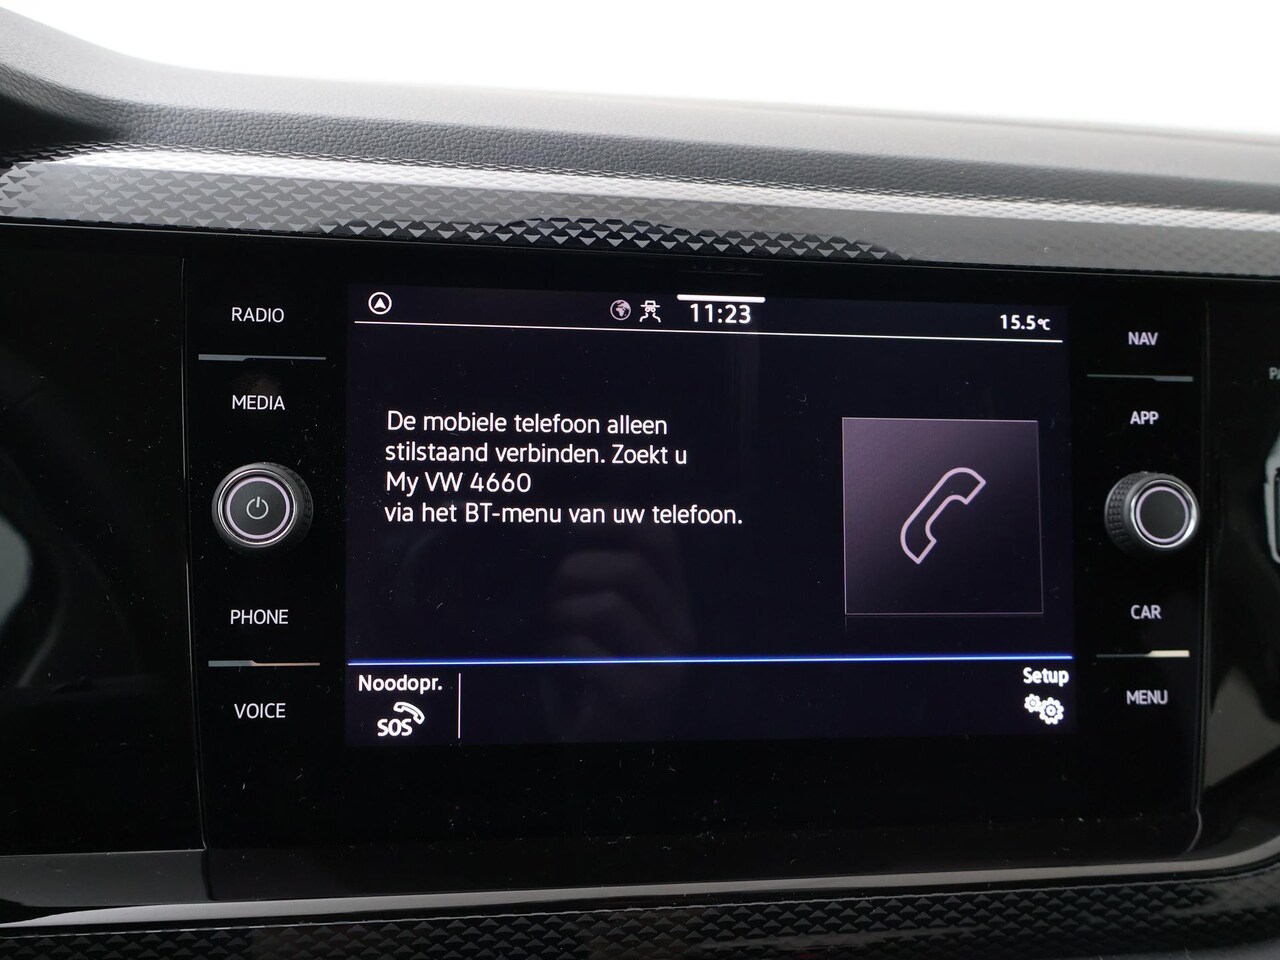 RADIO
MEDIA
PHONE
VOICE
11:23
15.5°C
De mobiele telefoon alleen
stilstaand verbinden. Zoekt u
My VW 4660
via het BT-menu van uw telefoon.
Noodopr.
SOS
Setup
NAV
APP
CAR
MENU